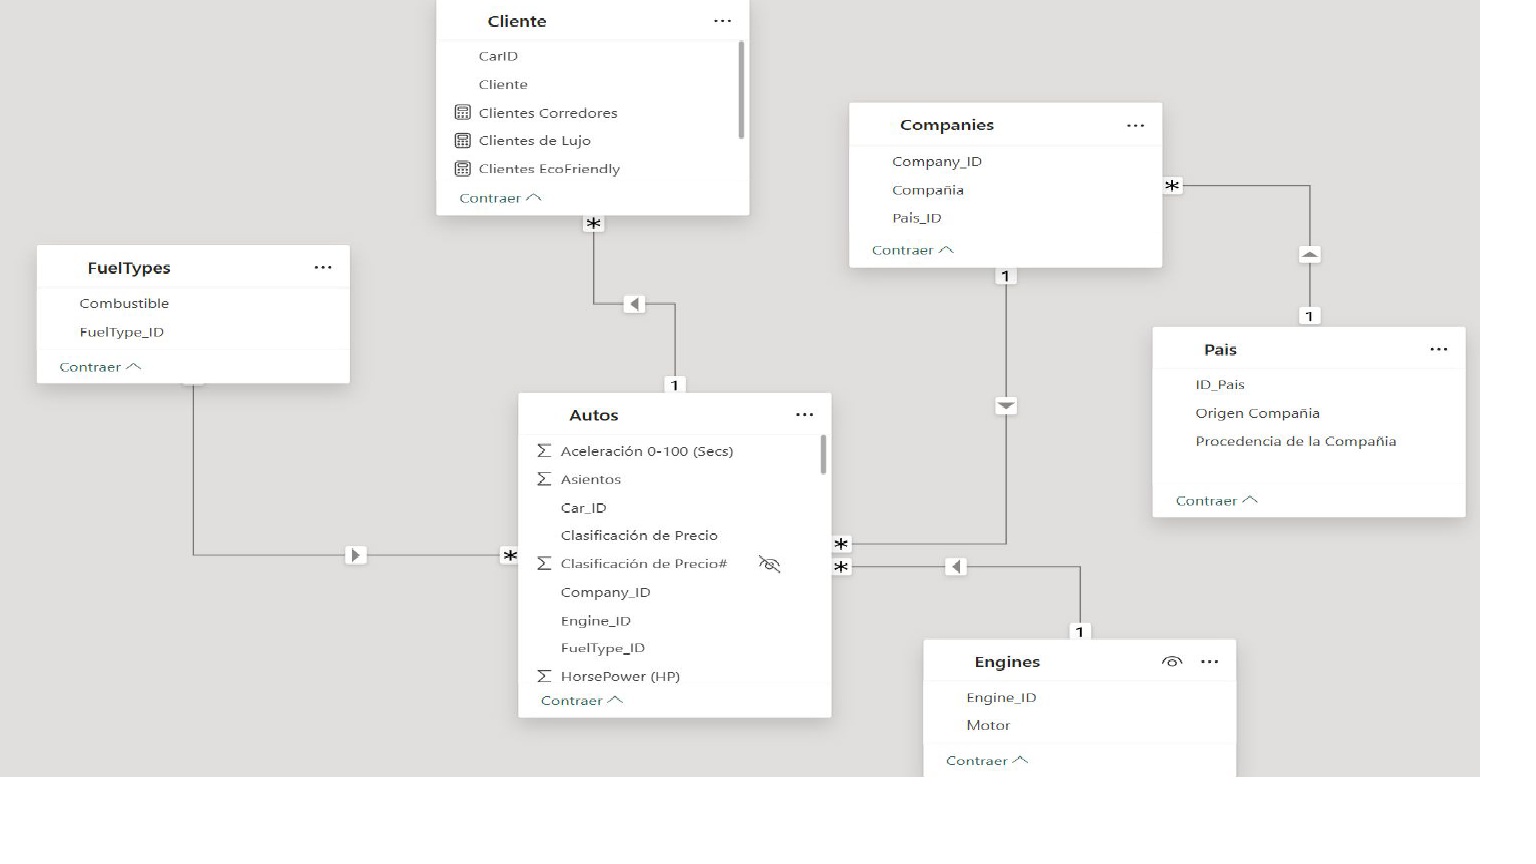 Cliente
CarID
Cliente
Clientes Corredores
Clientes de Lujo
Clientes EcoFriendly
Contraer
Companies
Company_ID
Compañia
Pais_ID
Contraer
*
*
1
FuelTypes
Combustible
FuelType_ID
Contraer
1
Pais
ID_Pais
Origen Compañia
Procedencia de la Compañia
Contraer
1
Autos
Aceleración 0-100 (Secs)
Asientos
Car_ID
Clasificación de Precio
Clasificación de Precio#
Company_ID
Engine_ID
FuelType_ID
HorsePower (HP)
Contraer
*
*
*
1
Engines
Engine_ID
Motor
Contraer